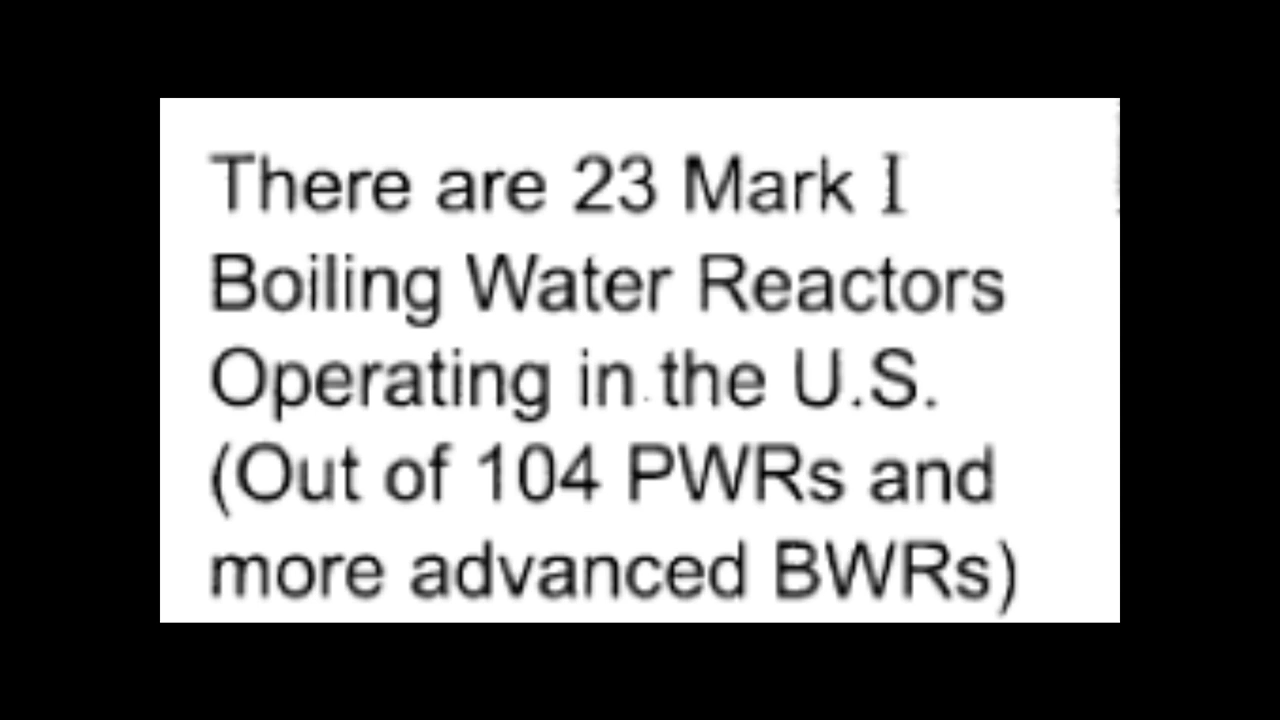 There are 23 Mark I
Boiling Water Reactors
Operating in the U.S.
(Out of 104 PWRs and
more advanced BWRs)